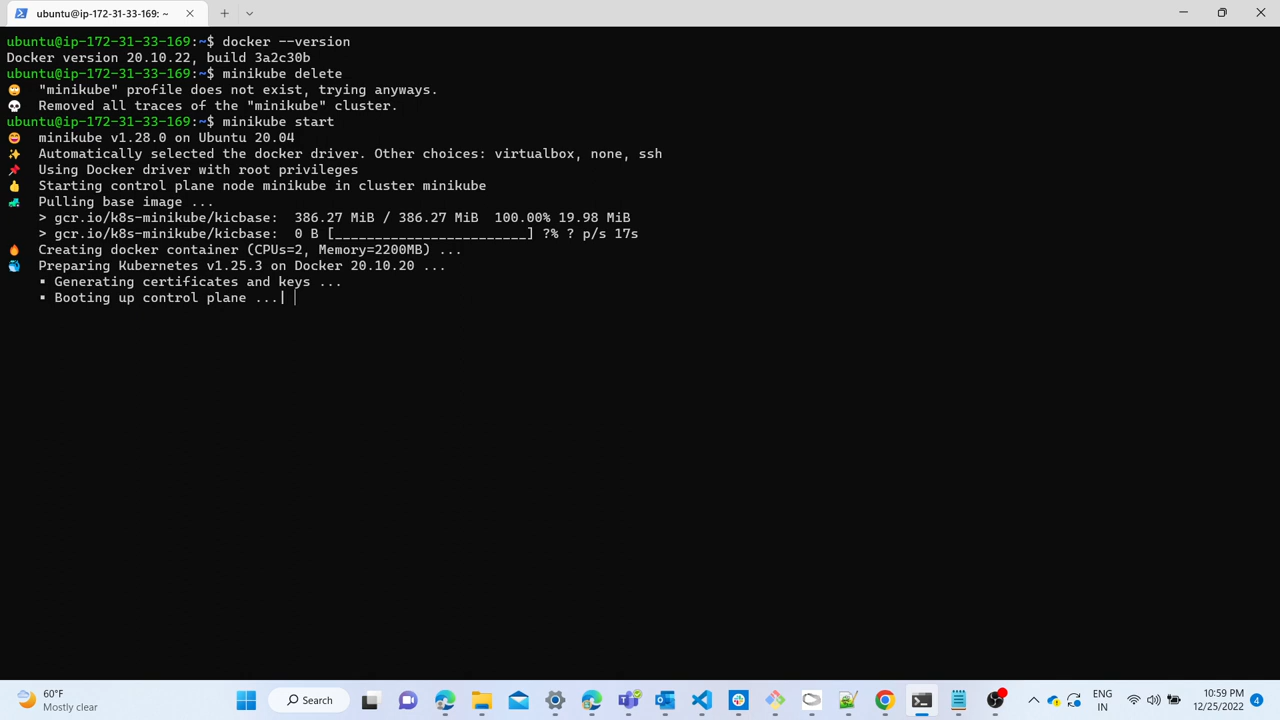 ubuntu@ip-172-31-33-169: ~
ubuntu@ip-172-31-33-169:~$ docker --version
Docker version 20.10.22, build 3a2c30b
ubuntu@ip-172-31-33-169:~$ minikube delete
"minikube" profile does not exist, trying anyways.
Removed all traces of the "minikube" cluster.
ubuntu@ip-172-31-33-169:~$ minikube start
minikube v1.28.0 on Ubuntu 20.04
Automatically selected the docker driver. Other choices: virtualbox, none, ssh
Using Docker driver with root privileges
Starting control plane node minikube in cluster minikube
Pulling base image ...
> gcr.io/k8s-minikube/kicbase:  386.27 MiB / 386.27 MiB  100.00% 19.98 MiB
> gcr.io/k8s-minikube/kicbase:  0 B [________________________] ?% ? p/s 17s
Creating docker container (CPUs=2, Memory=2200MB) ...
Preparing Kubernetes v1.25.3 on Docker 20.10.20 ...
▪ Generating certificates and keys ...
▪ Booting up control plane ...|
60°F
Mostly clear
Search
ENG
IN
10:59 PM
12/25/2022
4